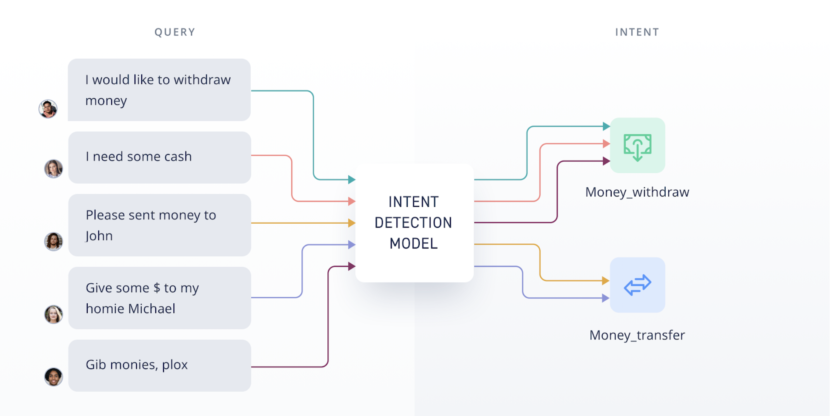 QUERY
INTENT
I would like to withdraw
money
I need some cash
Please sent money to
John
Give some $ to my
homie Michael
Gib monies, plox
INTENT
DETECTION
MODEL
Money_withdraw
Money_transfer